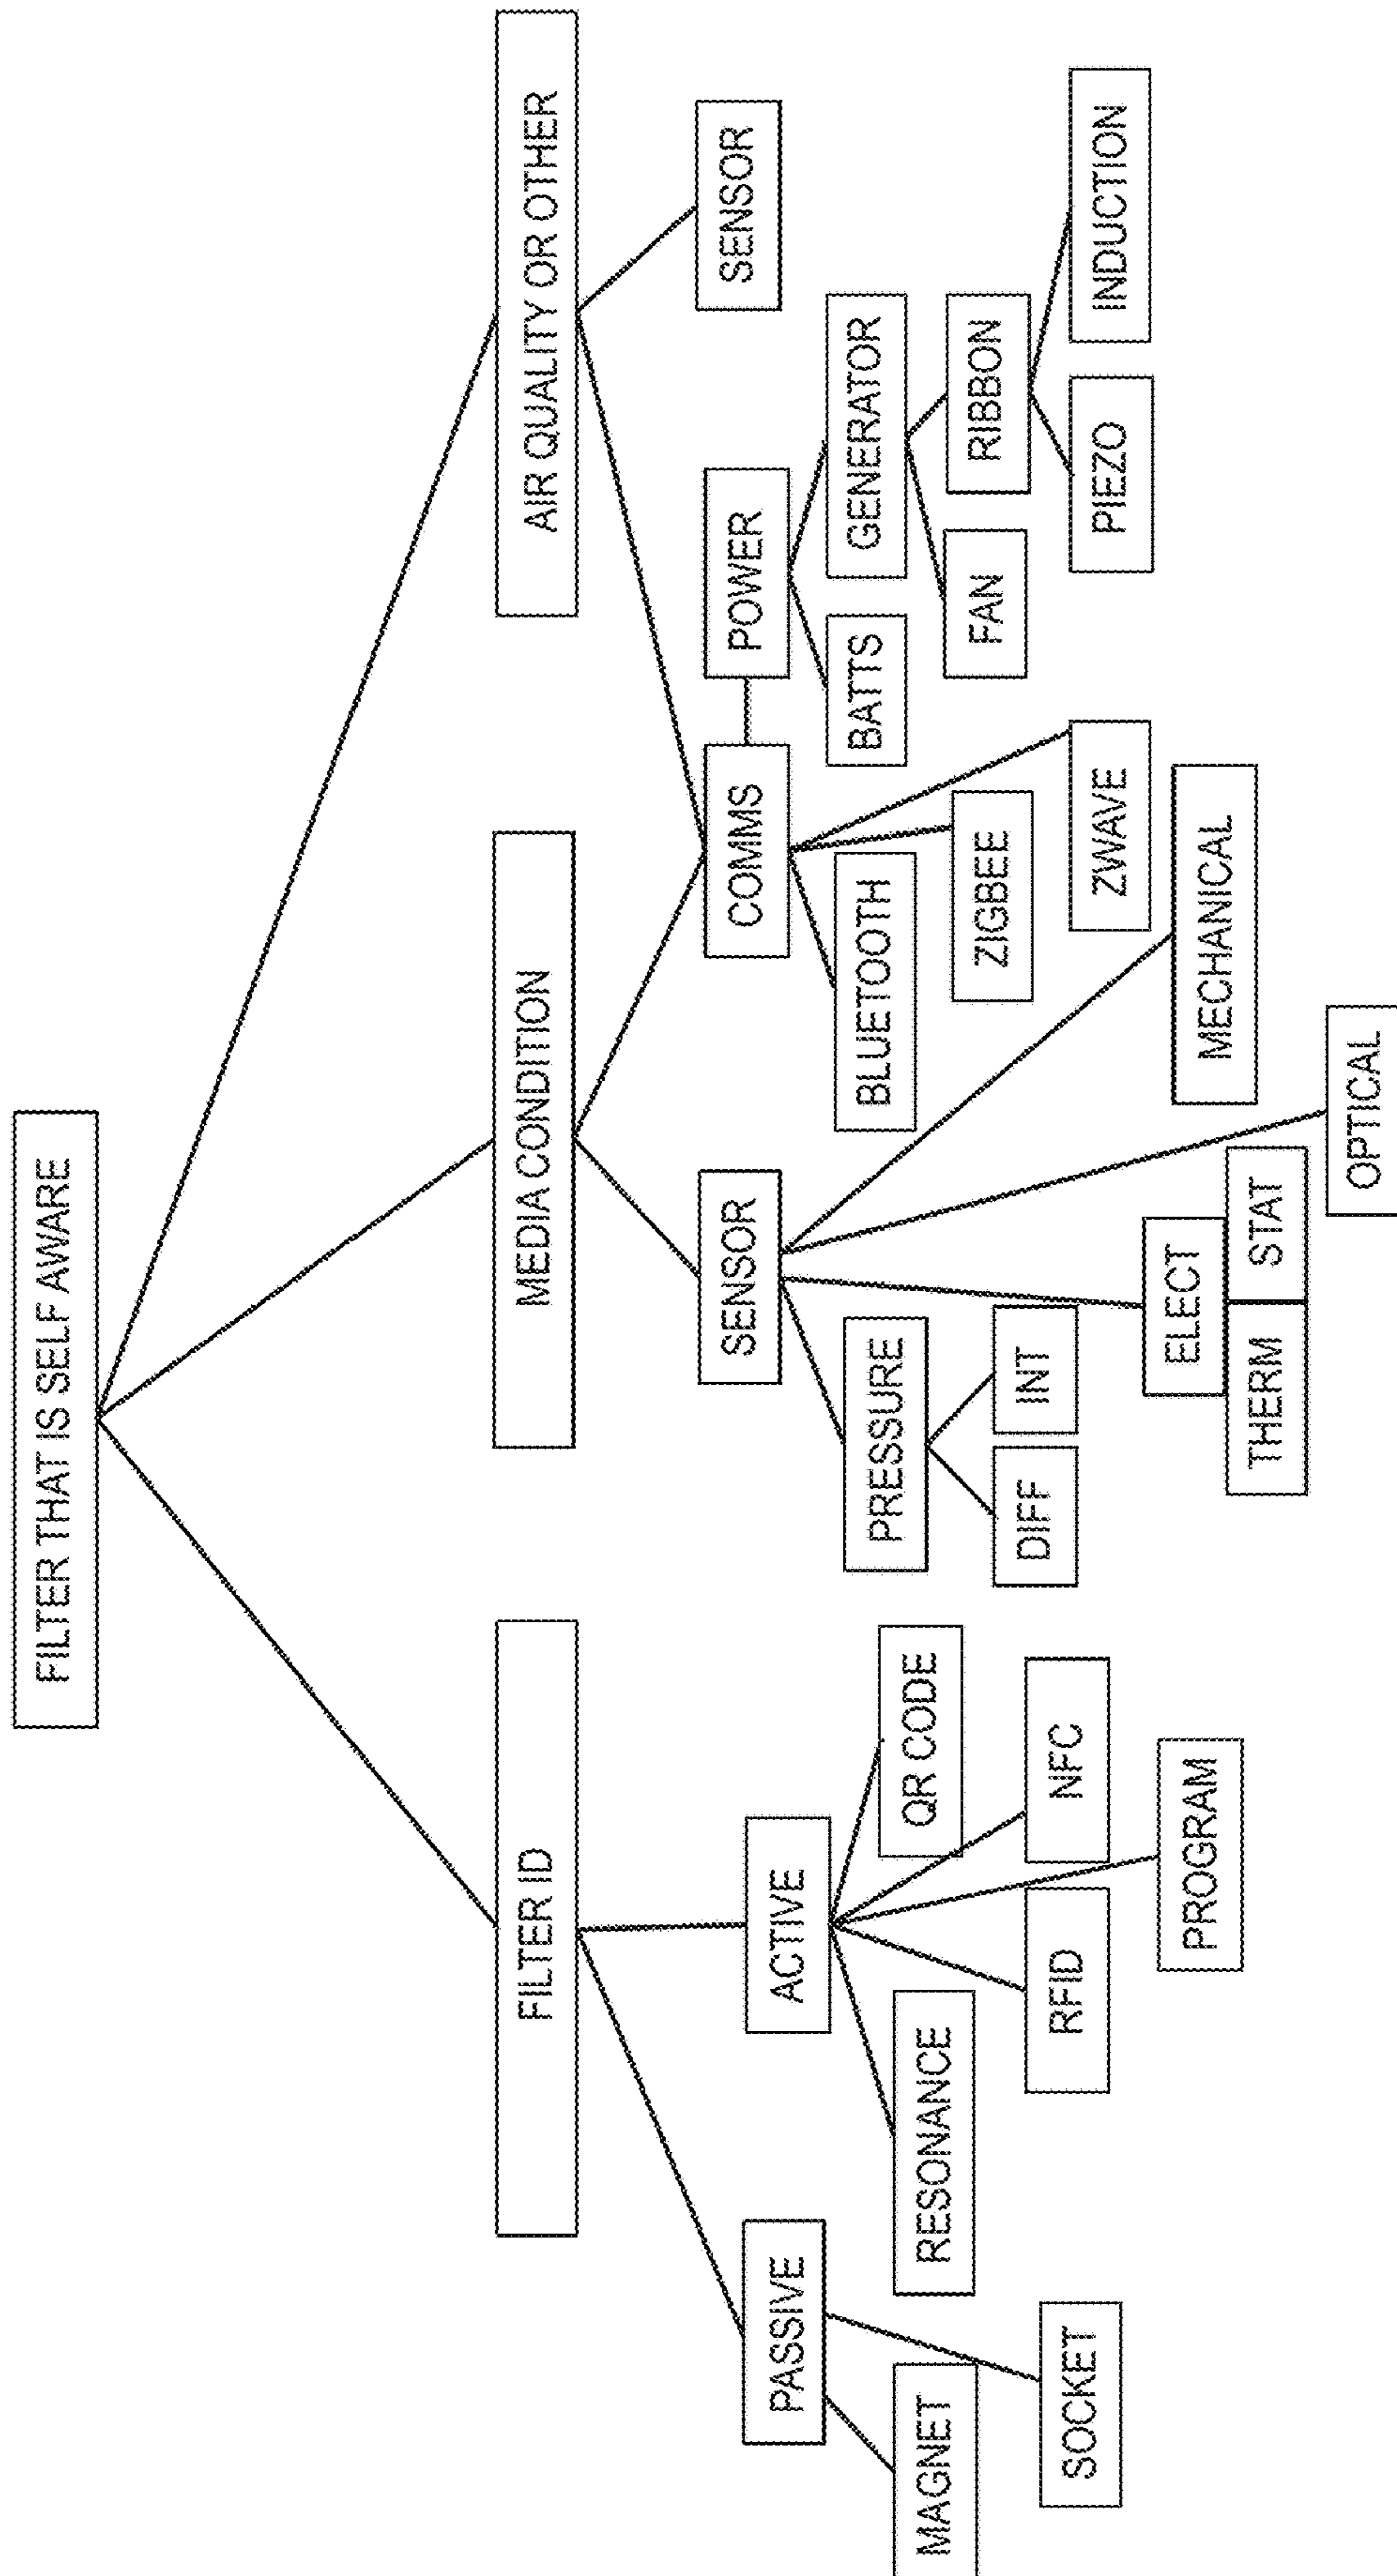 FILTER THAT IS SELF AWARE
FILTER ID
MEDIA CONDITION
AIR QUALITY OR OTHER
PASSIVE
ACTIVE
SENSOR
COMMS
POWER
SENSOR
MAGNET
SOCKET
RESONANCE
RFID
PROGRAM
NFC
QR CODE
PRESSURE
DIFF
INT
ELECT
THERM
STAT
OPTICAL
MECHANICAL
BLUETOOTH
ZIGBEE
ZWAVE
BATTS
GENERATOR
FAN
RIBBON
PIEZO
INDUCTION